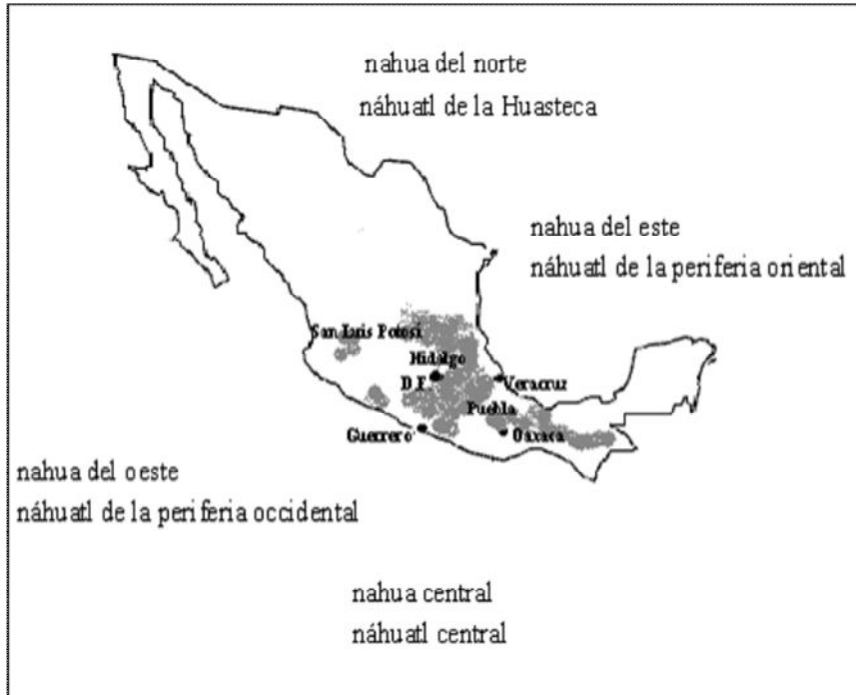 nahua del norte
náhuatl de la Huasteca
nahua del este
náhuatl de la periferia oriental
San Luis Potosí
Hidalgo
D.F.
Veracruz
Puebla
Guerrero
Oaxaca
nahua del oeste
náhuatl de la periferia occidental
nahua central
náhuatl central